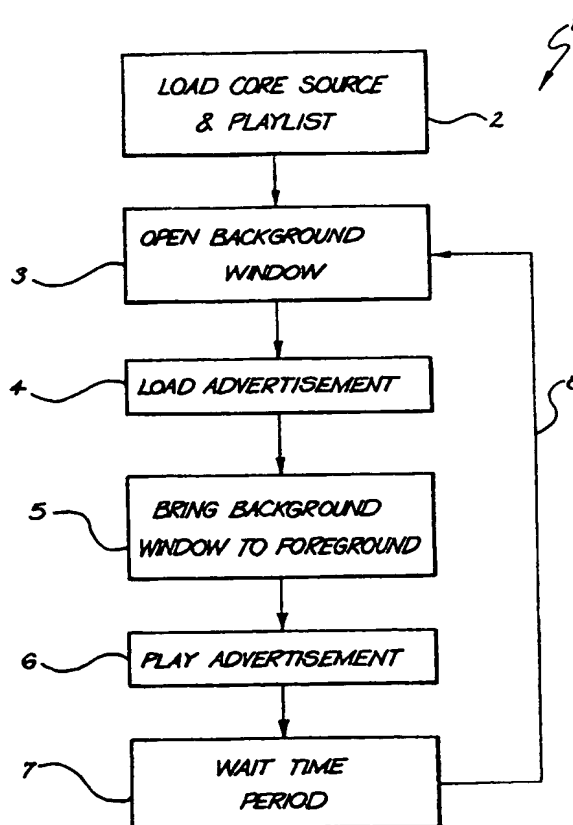 LOAD CORE SOURCE
& PLAYLIST
2
OPEN BACKGROUND
WINDOW
3
LOAD ADVERTISEMENT
4
BRING BACKGROUND
WINDOW TO FOREGROUND
5
PLAY ADVERTISEMENT
6
WAIT TIME
PERIOD
7